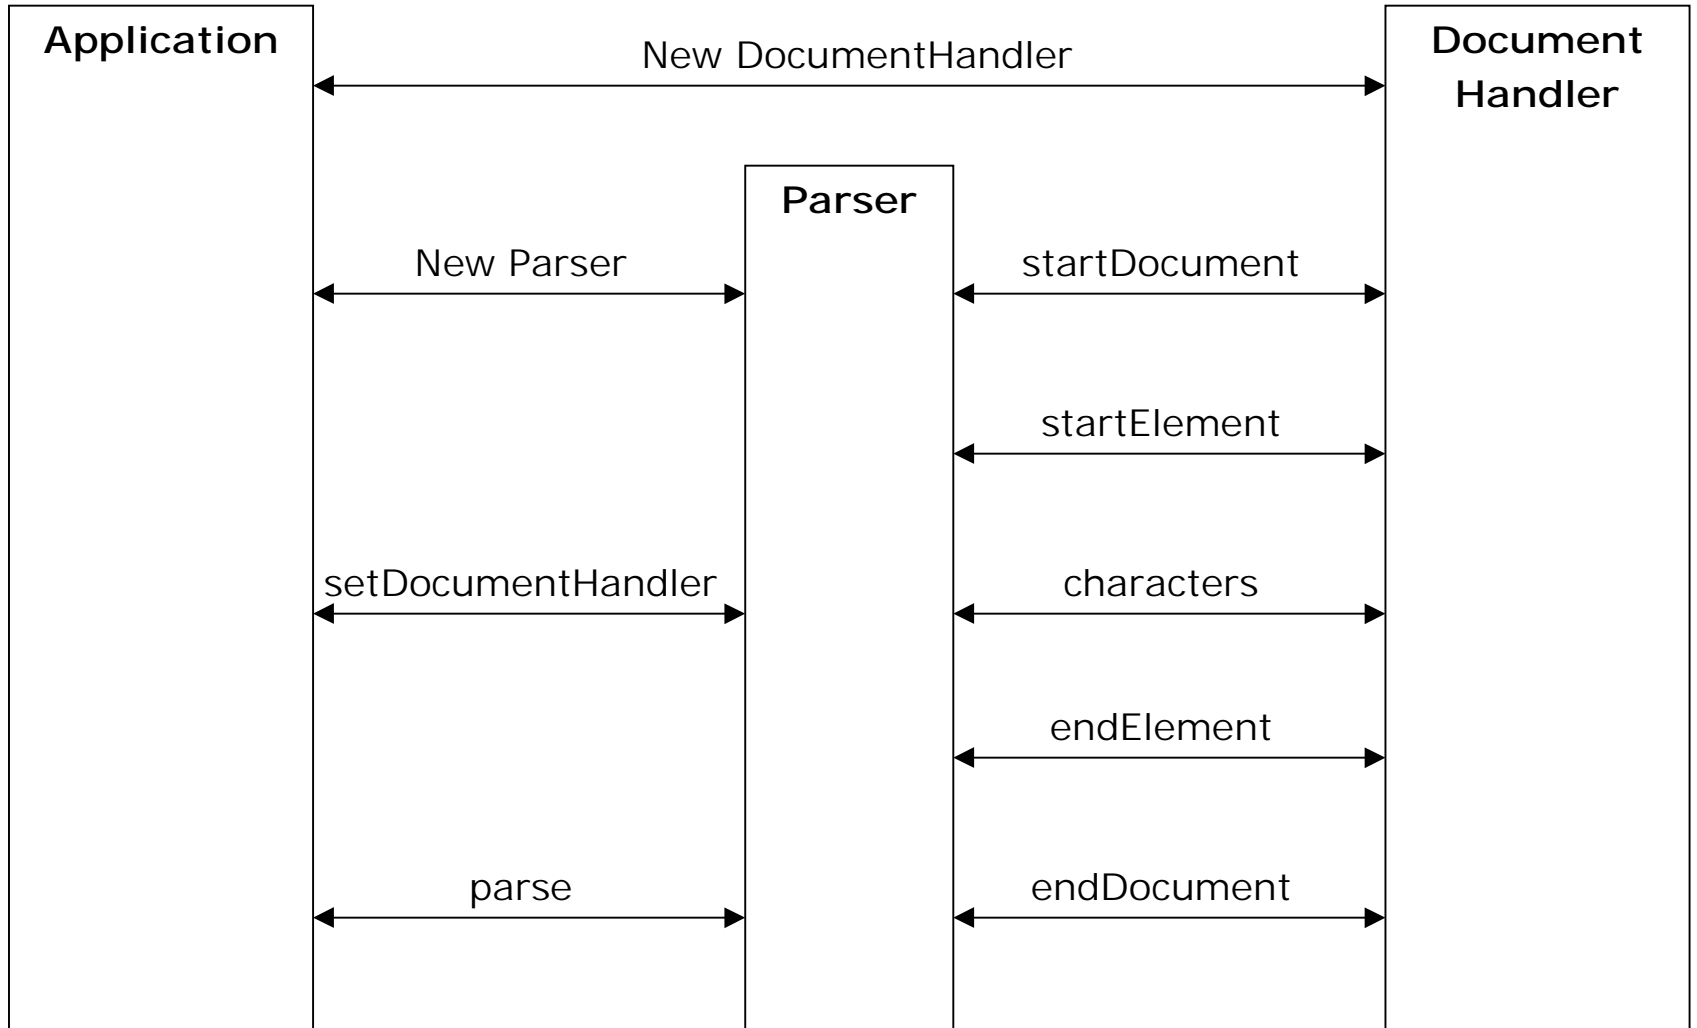 Application
New DocumentHandler
Document
Handler
Parser
New Parser
startDocument
startElement
setDocumentHandler
characters
endElement
parse
endDocument